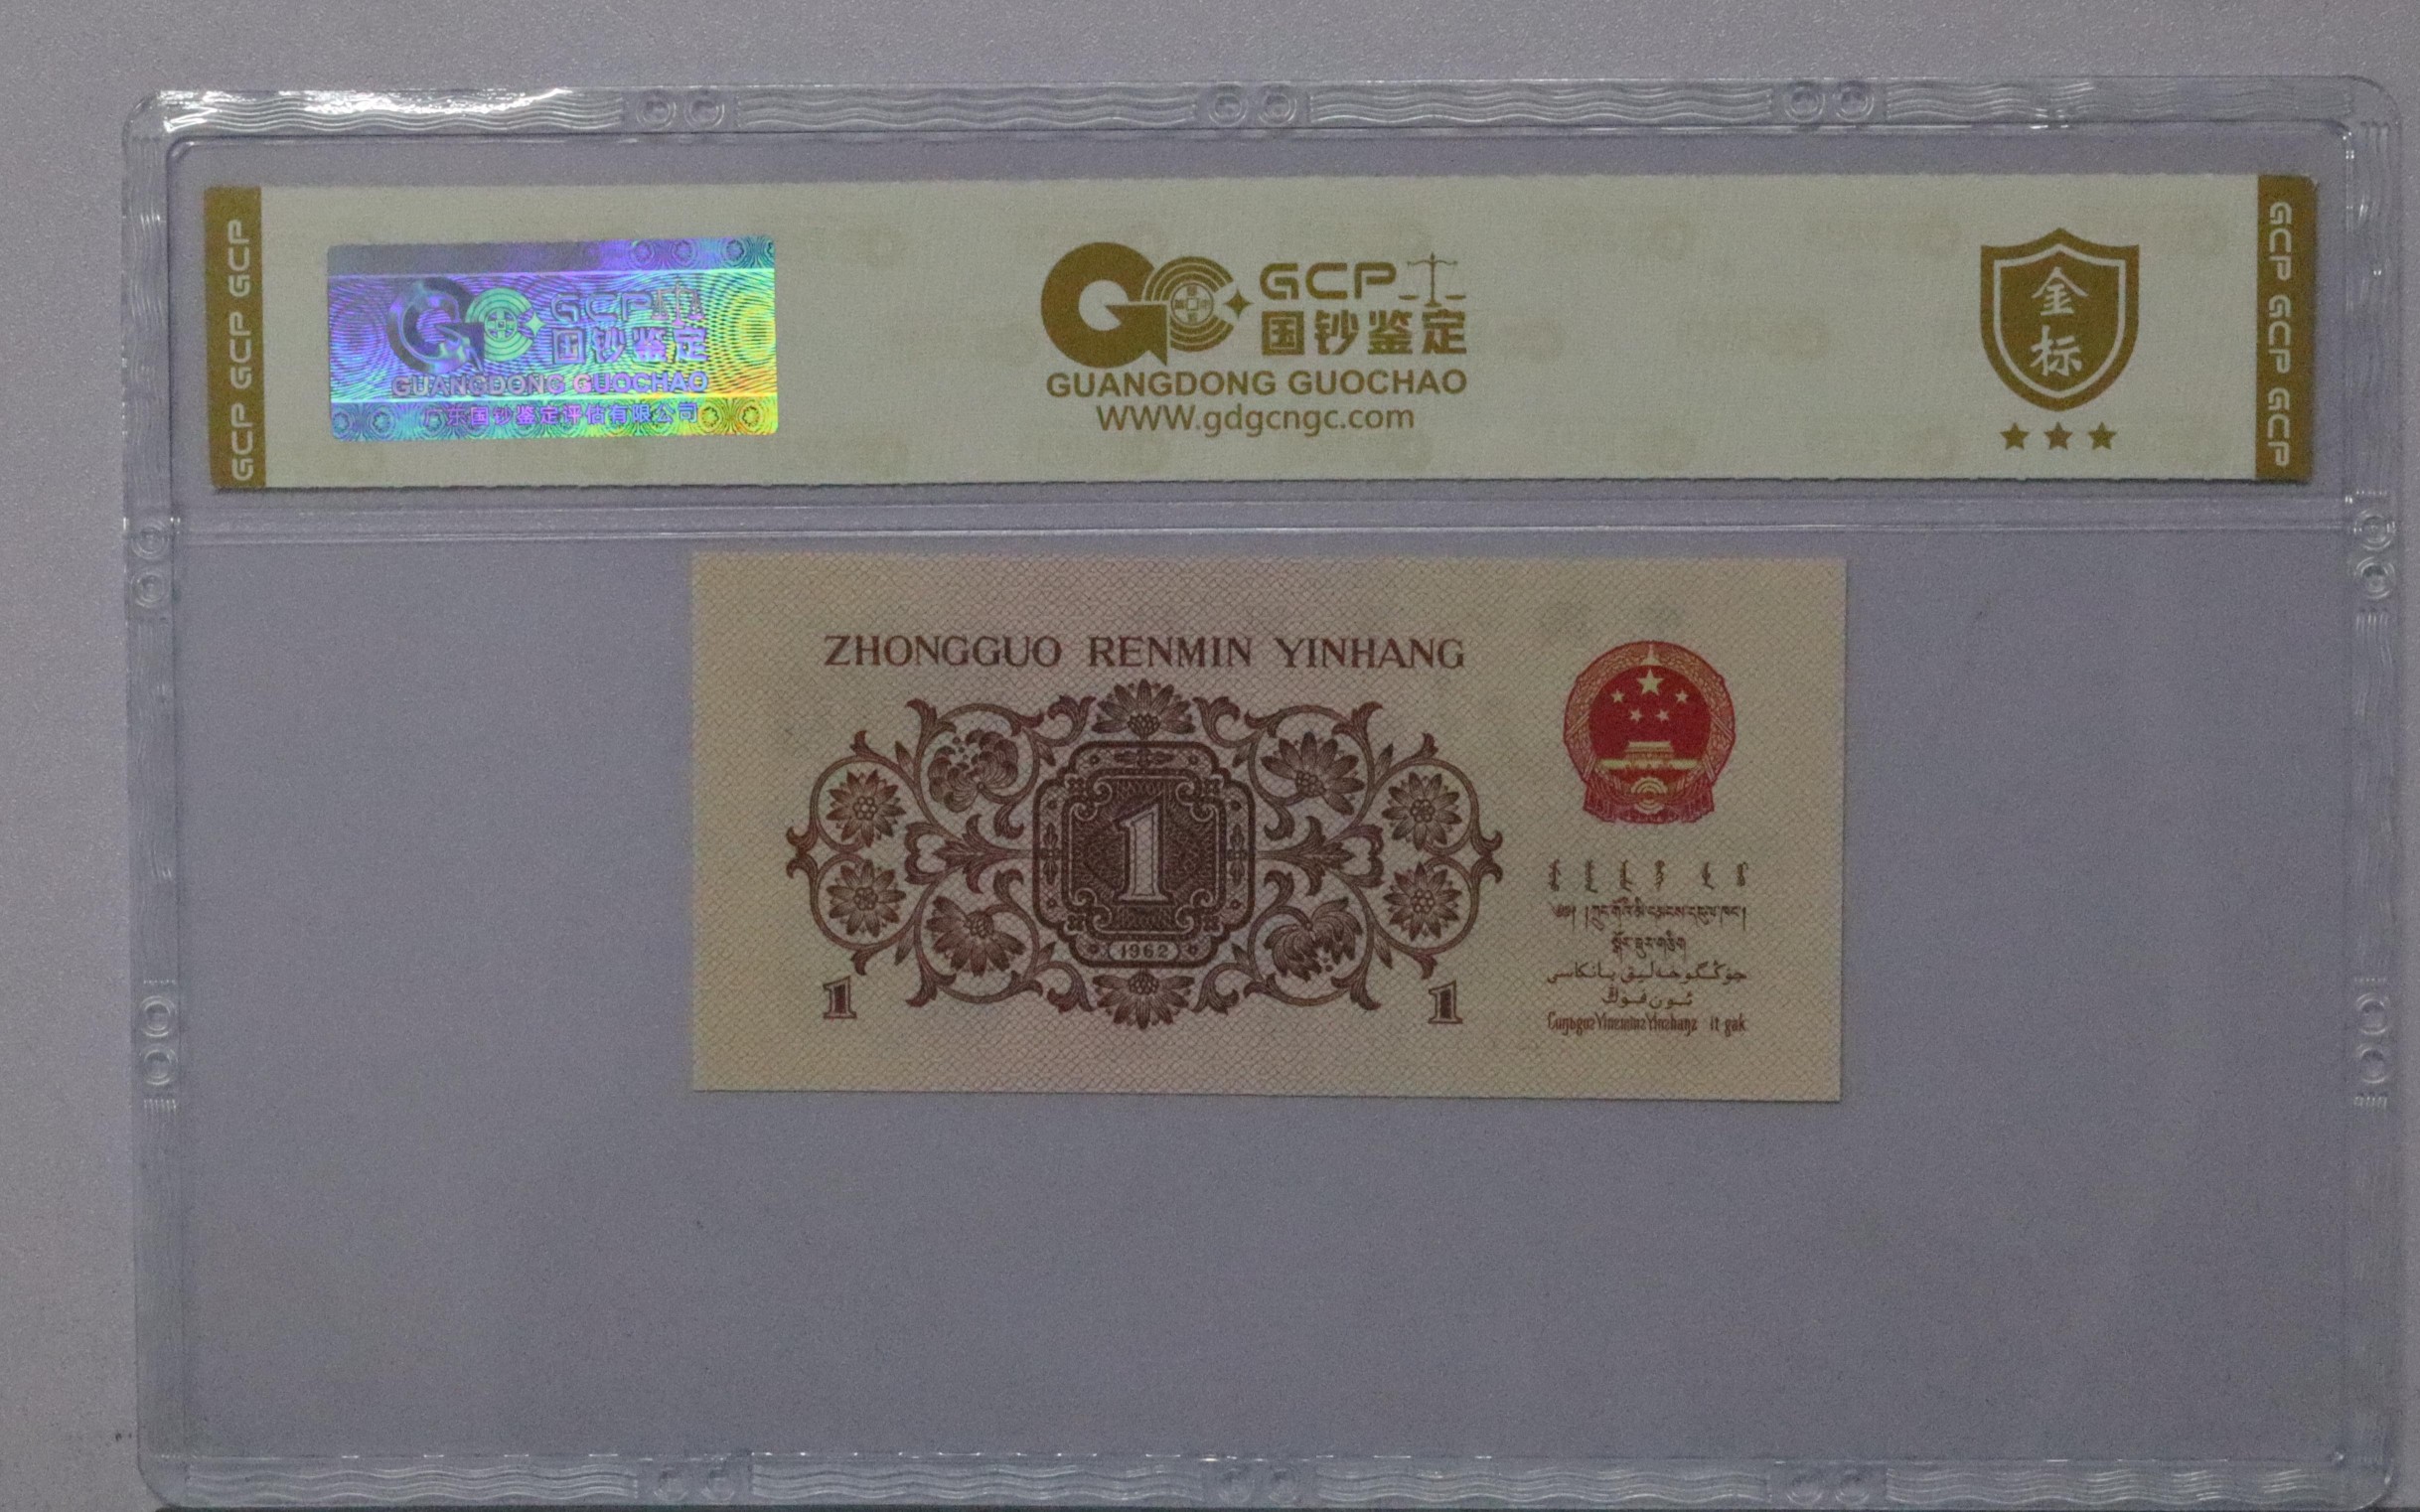 GCP GCP GCP
GCP
国钞鉴定
GUANGDONG GUOCHAO
广东国钞鉴定评估有限公司
GCP
国钞鉴定
GUANGDONG GUOCHAO
WWW.gdgcngc.com
金
标
GCP GCP GCP
ZHONGGUO RENMIN YINHANG
1
1962
1
1